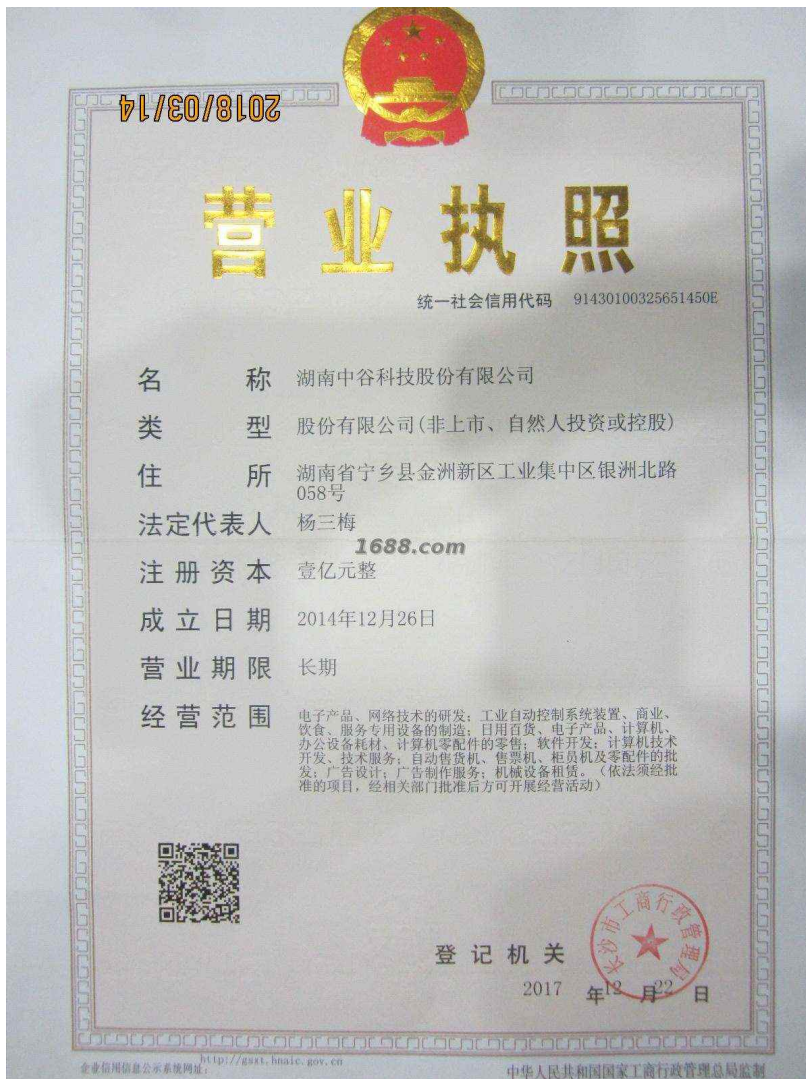 2018/03/14
营业执照
统一社会信用代码 91430100325651450E
名称 湖南中谷科技股份有限公司
类型 股份有限公司(非上市、自然人投资或控股)
住所 湖南省宁乡县金洲新区工业集中区银洲北路
058号
法定代表人 杨三梅
1688.com
注册资本 壹亿元整
成立日期 2014年12月26日
营业期限 长期
经营范围 电子产品、网络技术的研发；工业自动控制系统装置、商业、
饮食、服务专用设备的制造；日用百货、电子产品、计算机、
办公设备耗材、计算机零配件的零售；软件开发；计算机技术
开发、技术服务；自动售货机、售票机、柜员机及零配件的批
发；广告设计；广告制作服务；机械设备租赁。（依法须经批
准的项目，经相关部门批准后方可开展经营活动）
长沙市工商行政管理局
登记机关
2017年12月22日
企业信用信息公示系统网址： http://gsxt.hnaic.gov.cn
中华人民共和国国家工商行政管理总局监制